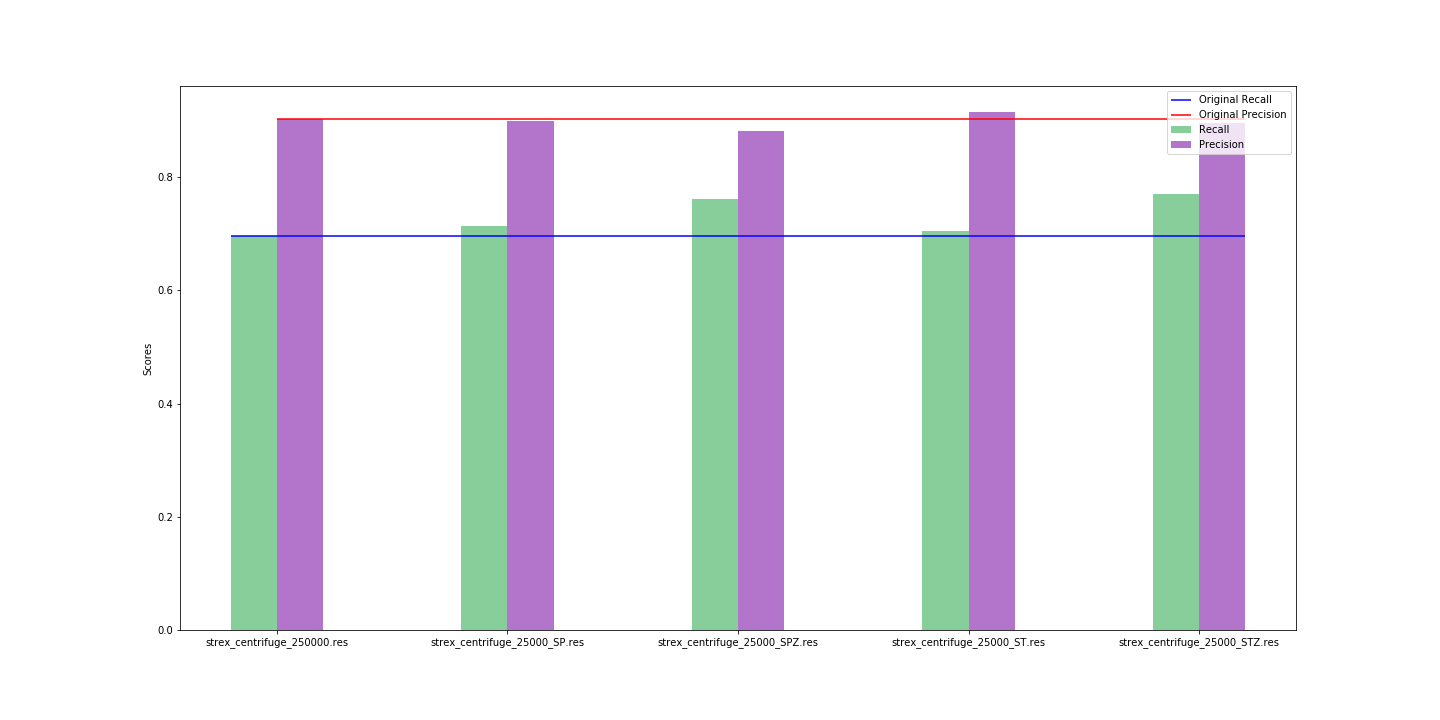 Original Recall
Original Precision
Recall
Precision
0.8
0.6
Scores
0.4
0.2
0.0
strex_centrifuge_250000.res strex_centrifuge_25000_SP.res strex_centrifuge_25000_SPZ.res strex_centrifuge_25000_ST.res strex_centrifuge_25000_STZ.res